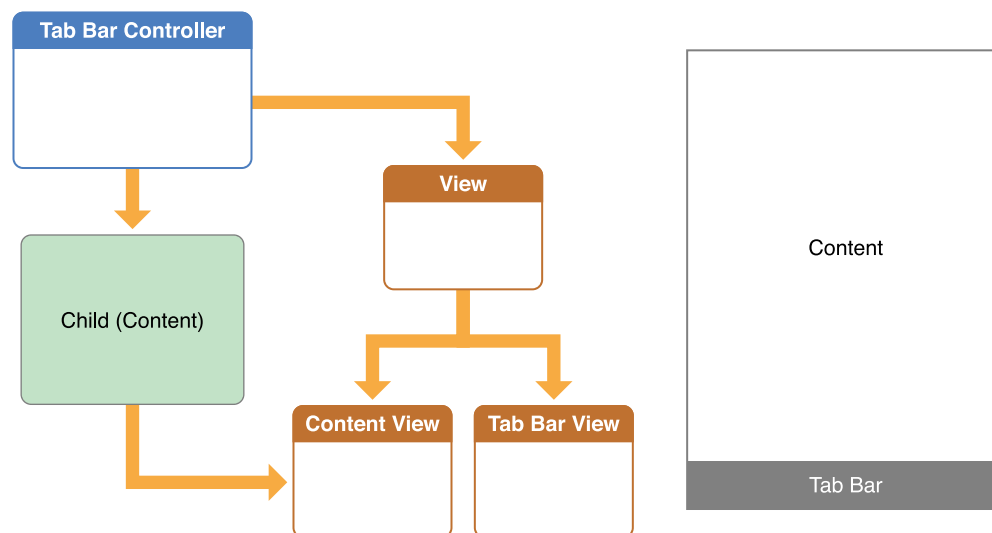 Tab Bar Controller
View
Content
Child (Content)
Content View
Tab Bar View
Tab Bar